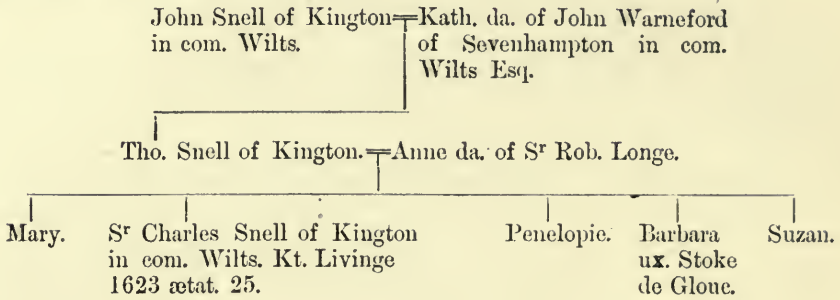 John Snell of Kington
in com. Wilts.
Kath. da. of John Warneford
of Sevenhampton in com.
Wilts Esq.
Tho. Snell of Kington.
Anne da. of Sʳ Rob. Longe.
Mary.
Sʳ Charles Snell of Kington
in com. Wilts. Kt. Livinge
1623 ætat. 25.
Penelopie.
Barbara
ux. Stoke
de Glouc.
Suzan.